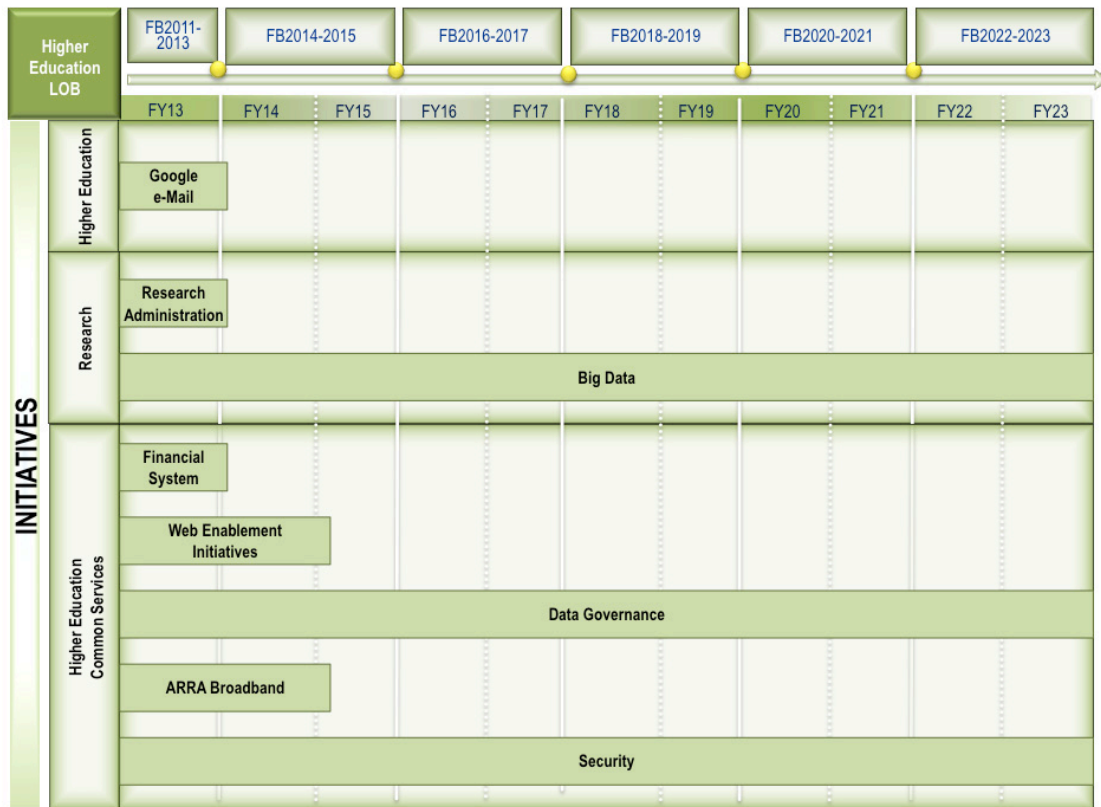 Higher
Education
LOB
FB2011-
2013
FB2014-2015
FB2016-2017
FB2018-2019
FB2020-2021
FB2022-2023
FY13
FY14
FY15
FY16
FY17
FY18
FY19
FY20
FY21
FY22
FY23
INITIATIVES
Higher Education
Google
e-Mail
Research
Research
Administration
Big Data
Higher Education
Common Services
Financial
System
Web Enablement
Initiatives
Data Governance
ARRA Broadband
Security